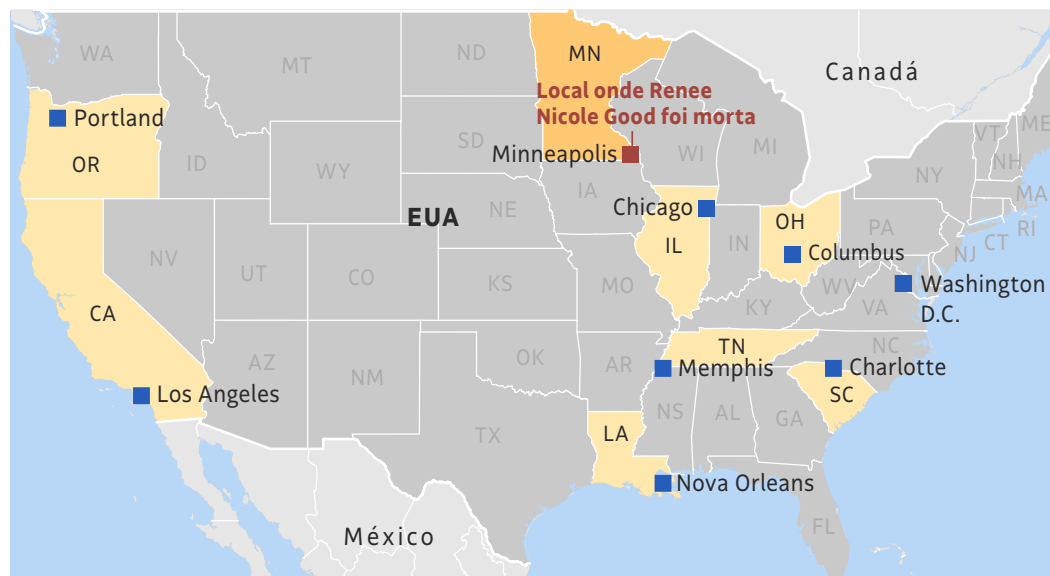 WA
MT
ND
MN
Canadá
Local onde Renee
Nicole Good foi morta
Portland
OR
ID
SD
Minneapolis
WI
MI
VT
ME
NH
NY
MA
WY
IA
Chicago
OH
PA
RI
CT
NJ
EUA
NE
IL
IN
Columbus
NV
UT
CO
KS
MO
WV
VA
Washington
D.C.
CA
KY
TN
NC
AZ
NM
OK
AR
Memphis
Charlotte
Los Angeles
SC
NS
AL
GA
TX
LA
Nova Orleans
FL
México